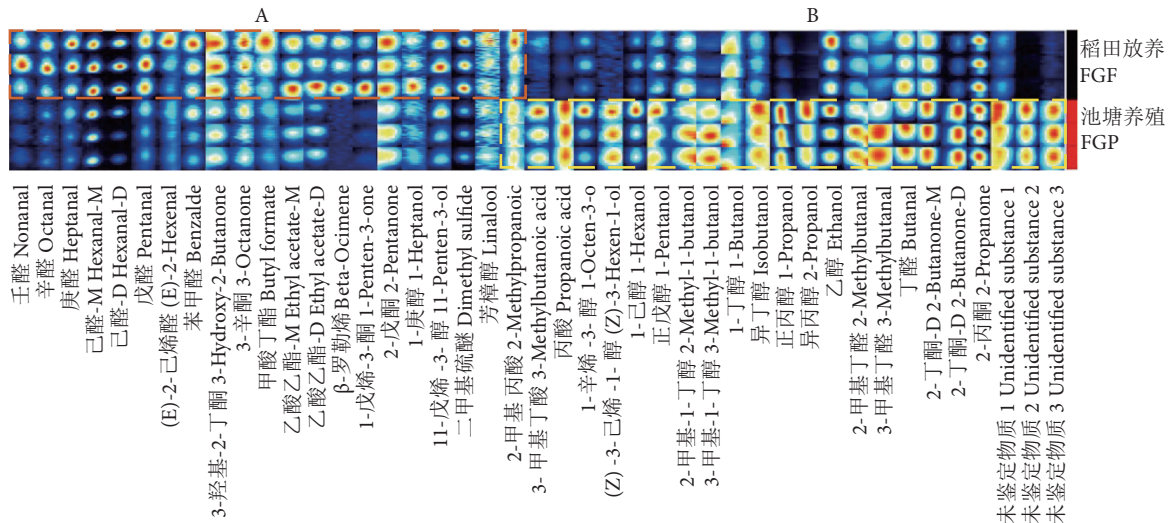 A
B
稻田放养
FGF
池塘养殖
FGP
壬醛 Nonanal
辛醛 Octanal
庚醛 Heptanal
己醛-M Hexanal-M
己醛-D Hexanal-D
戊醛 Pentanal
(E)-2-己烯醛 (E)-2-Hexenal
苯甲醛 Benzalde
3-羟基-2-丁酮 3-Hydroxy-2-Butanone
3-辛酮 3-Octanone
甲酸丁酯 Butyl formate
乙酸乙酯-M Ethyl acetate-M
乙酸乙酯-D Ethyl acetate-D
β-罗勒烯 Beta-Ocimene
1-戊烯-3-酮 1-Penten-3-one
2-戊酮 2-Pentanone
1-庚醇 1-Heptanol
11-戊烯 -3- 醇 11-Penten-3-ol
二甲基硫醚 Dimethyl sulfide
芳樟醇 Linalool
2-甲基 丙酸 2-Methylpropanoic
3- 甲基丁酸 3-Methylbutanoic acid
丙酸 Propanoic acid
1-辛烯 -3- 醇 1-Octen-3-o
(Z) -3-己烯 -1- 醇 (Z)-3-Hexen-1-ol
1-己醇 1-Hexanol
正戊醇 1-Pentanol
2-甲基-1-丁醇 2-Methyl-1-butanol
3-甲基-1-丁醇 3-Methyl-1-butanol
1-丁醇 1-Butanol
异丁醇 Isobutanol
正丙醇 1-Propanol
异丙醇 2-Propanol
乙醇 Ethanol
2-甲基丁醛 2-Methylbutanal
3-甲基丁醛 3-Methylbutanal
丁醛 Butanal
2-丁酮-D 2-Butanone-M
2-丁酮-D 2-Butanone-D
2-丙酮 2-Propanone
未鉴定物质 1 Unidentified substance 1
未鉴定物质 2 Unidentified substance 2
未鉴定物质 3 Unidentified substance 3